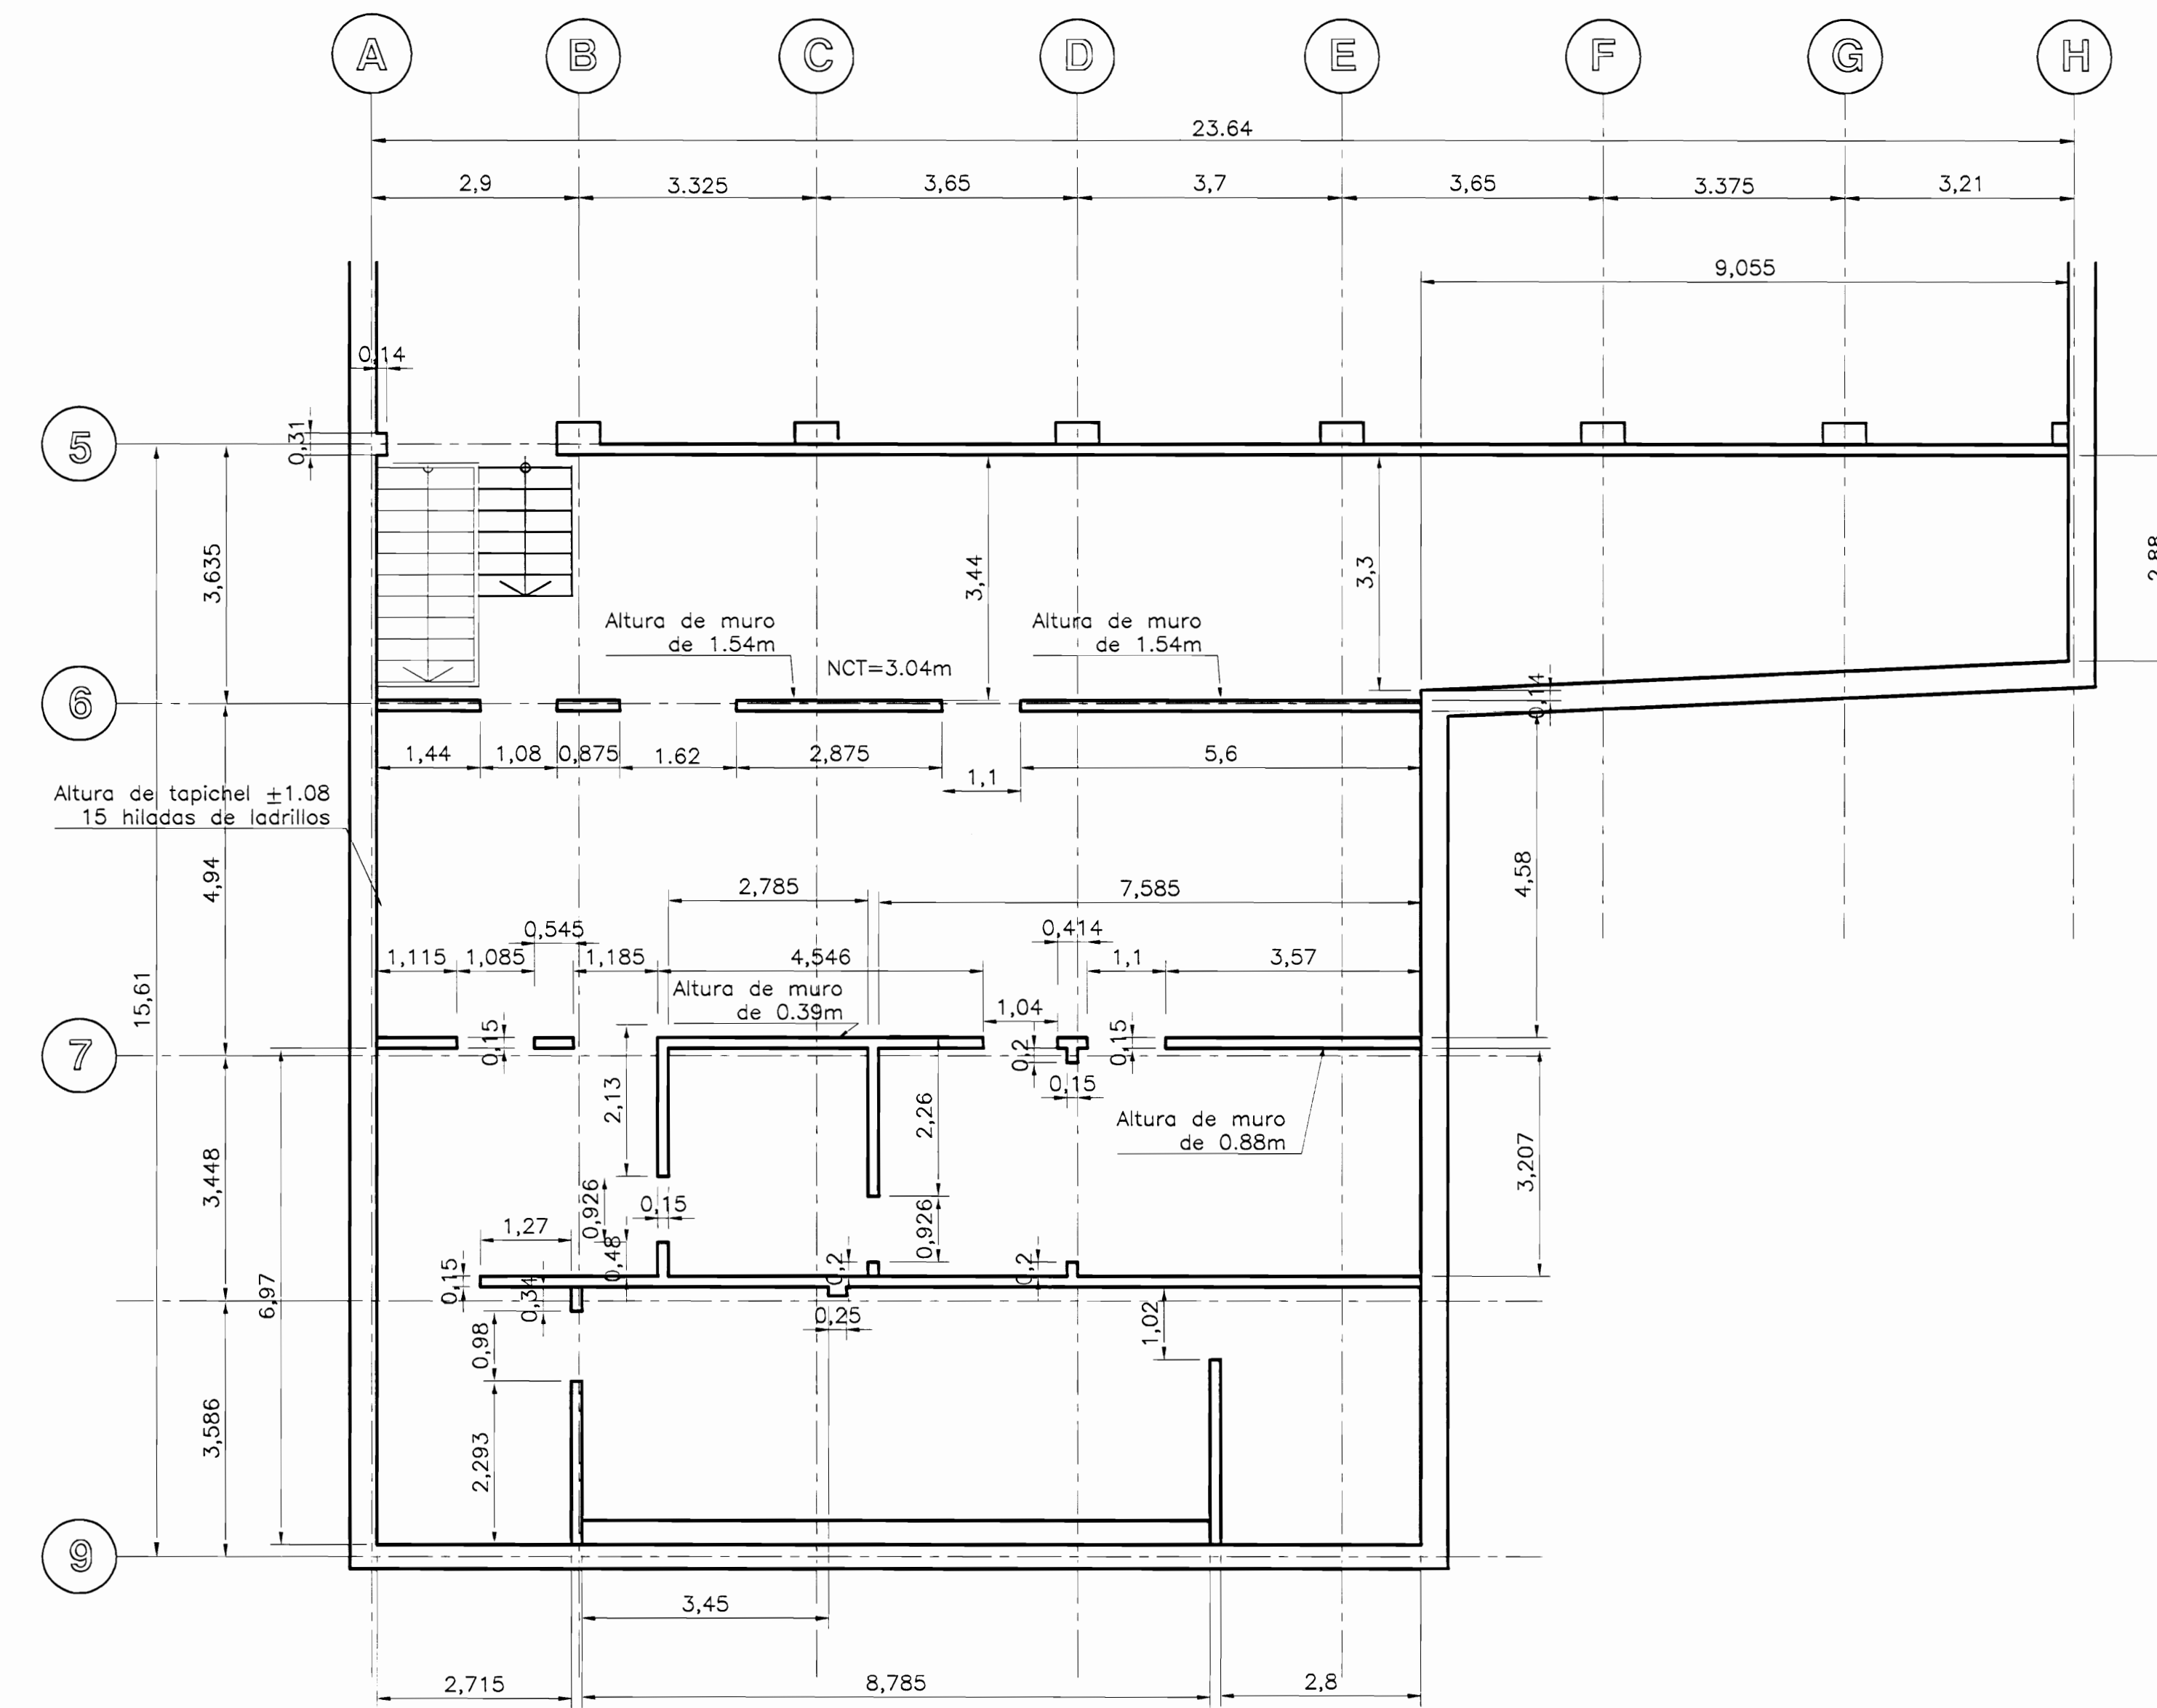 A B C D E F G H
23.64
2,9 3.325 3,65 3,7 3,65 3.375 3,21
9,055
0,14
5
0,31
3,635
3,44
3,3
Altura de muro
de 1.54m
NCT=3.04m
Altura de muro
de 1.54m
6
0,14
1,44 1,08 0,875 1.62 2,875 5,6
1,1
Altura de tapichel ±1.08
15 hiladas de ladrillos
4,94
4,58
2,785 7,585
0,545 0,414
1,115 1,085 1,185 4,546 1,1 3,57
15,61
Altura de muro
de 0.39m
1,04
7
0,15
0,2
0,15
0,15
2,13
2,26
Altura de muro
de 0.88m
3,448
3,207
0,926
0,15
0,926
1,27
0,48
0,2
0,2
0,15
0,34
6,97
0,25
1,02
0,98
3,586
2,293
9
3,45
2,715 8,785 2,8